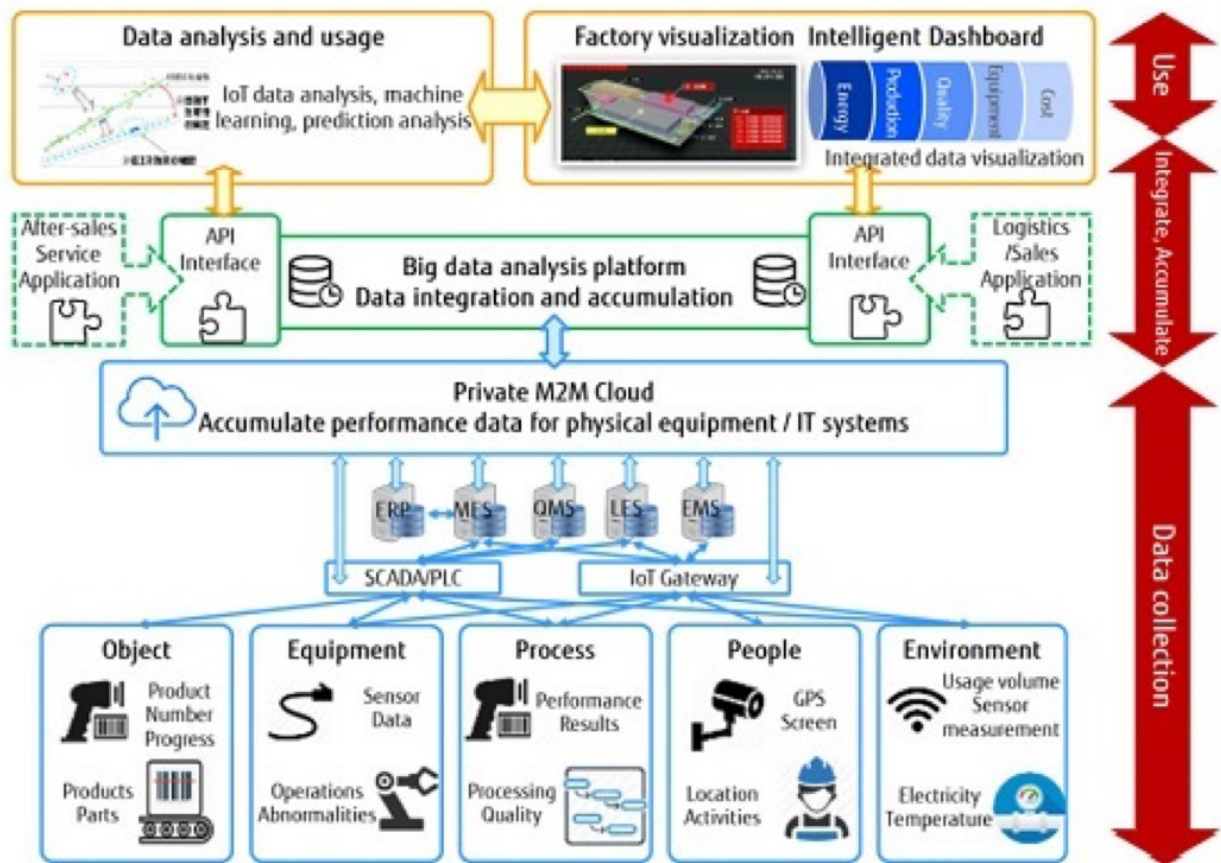 Data analysis and usage
IoT data analysis, machine
learning, prediction analysis
Factory visualization
Intelligent Dashboard
Energy
Production
Quality
Equipment
Cost
Integrated data visualization
Use
After-sales
Service
Application
API
Interface
Big data analysis platform
Data integration and accumulation
API
Interface
Logistics
/Sales
Application
Integrate, Accumulate
Private M2M Cloud
Accumulate performance data for physical equipment / IT systems
ERP
MES
QMS
LES
EMS
SCADA/PLC
IoT Gateway
Data collection
Object
Product
Number
Progress
Products
Parts
Equipment
Sensor
Data
Operations
Abnormalities
Process
Performance
Results
Processing
Quality
People
GPS
Screen
Location
Activities
Environment
Usage volume
Sensor
measurement
Electricity
Temperature